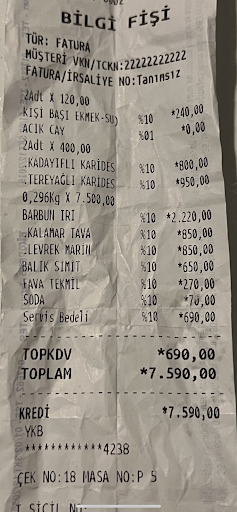 BİLGİ FİŞİ
TÜR: FATURA
MÜŞTERİ VKN/TCKN:22222222222
FATURA/İRSALİYE NO:Tanımsız
2Adt X 120,00
KIŞI BAŞI EKMEK-SU %10 *240,00
AÇIK ÇAY %01 *0,00
2Adt X 400,00
KADAYIFLI KARİDES %10 *800,00
TEREYAĞLI KARIDES %10 *950,00
0,296Kg X 7.500,00
BARBUN IRI %10 *2.220,00
KALAMAR TAVA %10 *850,00
LEVREK MARIN %10 *850,00
BALIK SIMIT %10 *650,00
FAVA TEKMIL %10 *270,00
SODA %10 *70,00
Servis Bedeli %10 *690,00
TOPKDV *690,00
TOPLAM *7.590,00
KREDİ *7.590,00
YKB
************4238
ÇEK NO:18 MASA NO:P 5